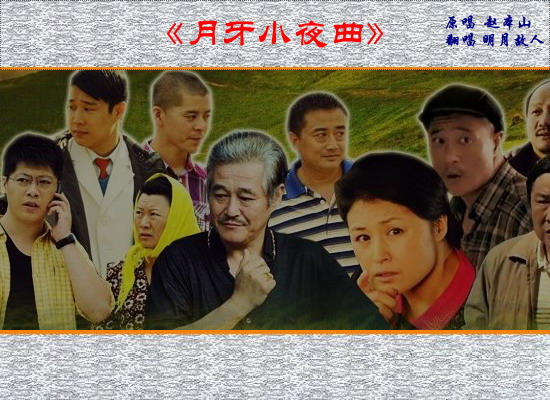 《月牙小夜曲》
原唱 赵本山
翻唱 明月故人